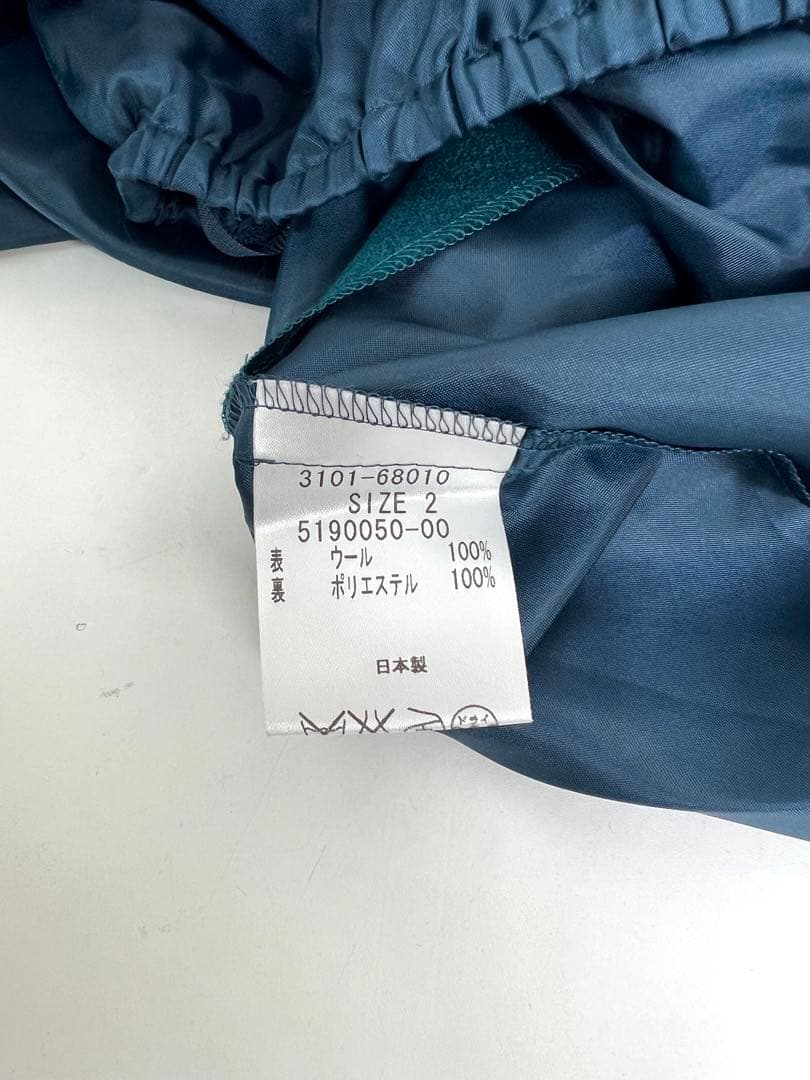 3101-68010
SIZE 2
5190050-00
表 ウール 100%
裏 ポリエステル 100%
日本製